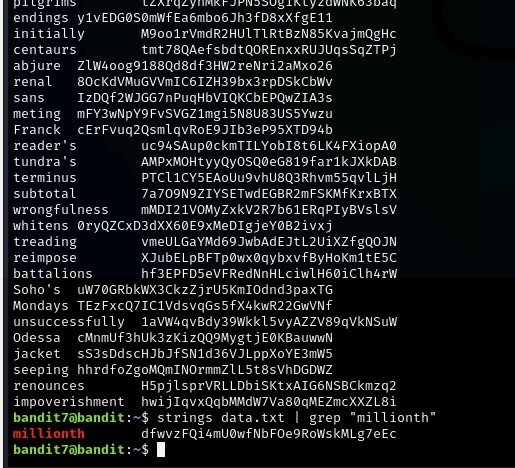 pilgrims tZXrqZynMkFJPN5SOgIKty2dWNK63baq
endings y1vEDG0S0mWfEa6mbo6Jh3fD8xXfgE11
initially M9oo1rVmdR2HUlTlRtBzN85KvajmQgHc
centaurs tmt78QAefsbdtQOREnxxRUJUqsSqZTPj
abjure ZlW4oog9188Qd8df3HW2reNri2aMxo26
renal 8OcKdVMuGVVmIC6IZH39bx3rpDSkCbWv
sans IzDQf2WJGG7nPuqHbVIQKCbEPQwZIA3s
meting mFY3wNpY9FvSVGZ1mgi5N8U83US5Ywzu
Franck cErFvuq2QsmlqvRoE9JIb3eP95XTD94b
reader's uc94SAup0ckmTILYobI8t6LK4FXiopA0
tundra's AMPxMOHtyyQyOSQ0eG819far1kJXkDAB
terminus PTCl1CY5EAoUu9vhU8Q3Rhvm55qvlLjH
subtotal 7a7O9N9ZIYSETwdEGBR2mFSKMfKrxBTX
wrongfulness mMDI21VOMyZxkV2R7b61ERqPIyBVslsV
whitens 0ryQZCxD3dXX60E9xMeDIgjeY0B2ivxj
treading vmeULGaYMd69JwbAdEJtL2UiXZfgQOJN
reimpose XJubELpBFTp0wx0qybxvfByHoKm1tE5C
battalions hf3EPFD5eVFRedNnHLciwlH60iClh4rW
Soho's uW70GRbkWX3CkzZjrU5KmIOdnd3paxTG
Mondays TEzFxcQ7IC1VdsvqGs5fX4kwR22GwVNf
unsuccessfully 1aVW4qvBdy39Wkkl5vyAZZV89qVkNSuW
Odessa cMnmUf3hUk3zKizQQ9MygtjE0KBauwwN
jacket sS3sDdscHJbJfSN1d36VJLppXoYE3mW5
seeping hhrdfoZgoMQmINOrmmZlL5t8sVhDGDWZ
renounces H5pjlsprVRLLDbiSKtxAIG6NSBCkmzq2
impoverishment hwijIqvxQqbMMdW7Va80qMEZmcXXZL8i
bandit7@bandit:~$ strings data.txt | grep "millionth"
millionth dfwvzFQi4mU0wfNbFOe9RoWskMLg7eEc
bandit7@bandit:~$